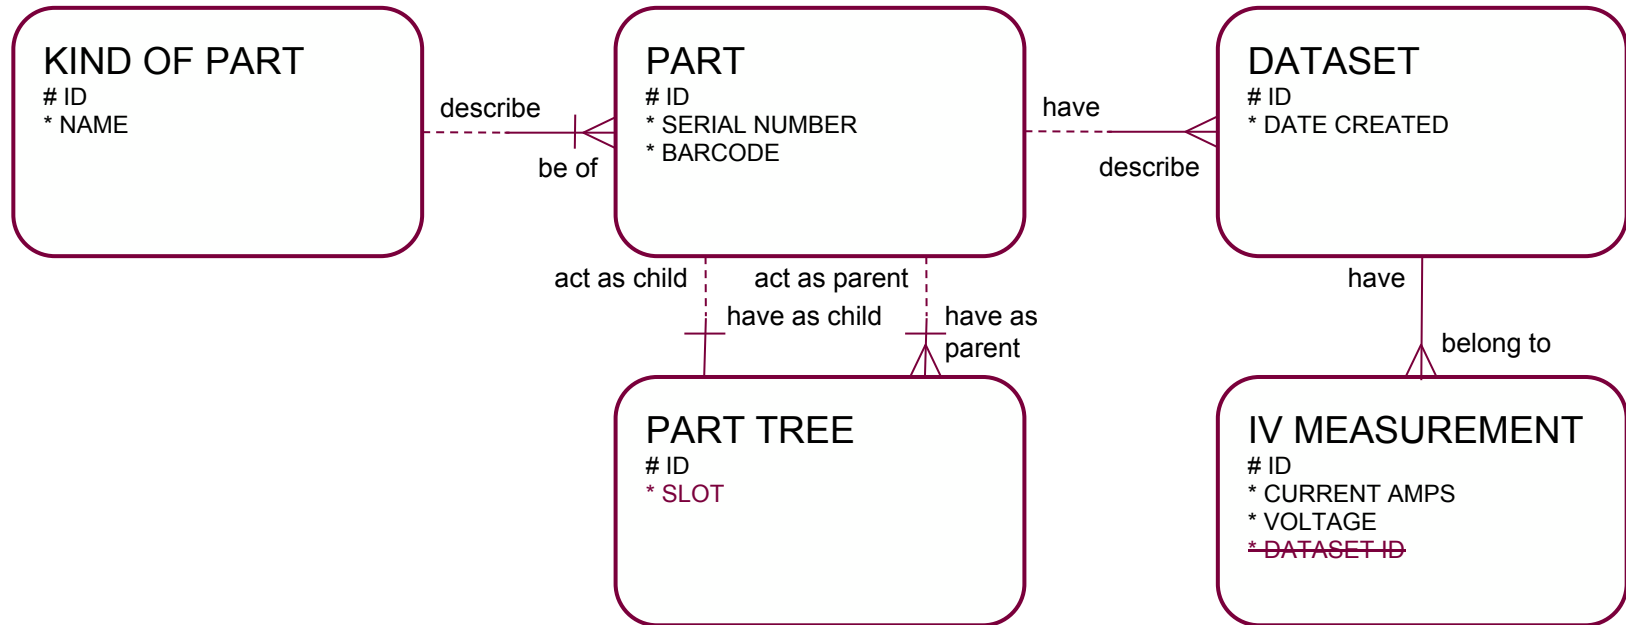 KIND OF PART
# ID
* NAME
describe
be of
PART
# ID
* SERIAL NUMBER
* BARCODE
have
describe
DATASET
# ID
* DATE CREATED
act as child
act as parent
have as child
have as
parent
have
belong to
PART TREE
# ID
* SLOT
IV MEASUREMENT
# ID
* CURRENT AMPS
* VOLTAGE
* DATASET ID